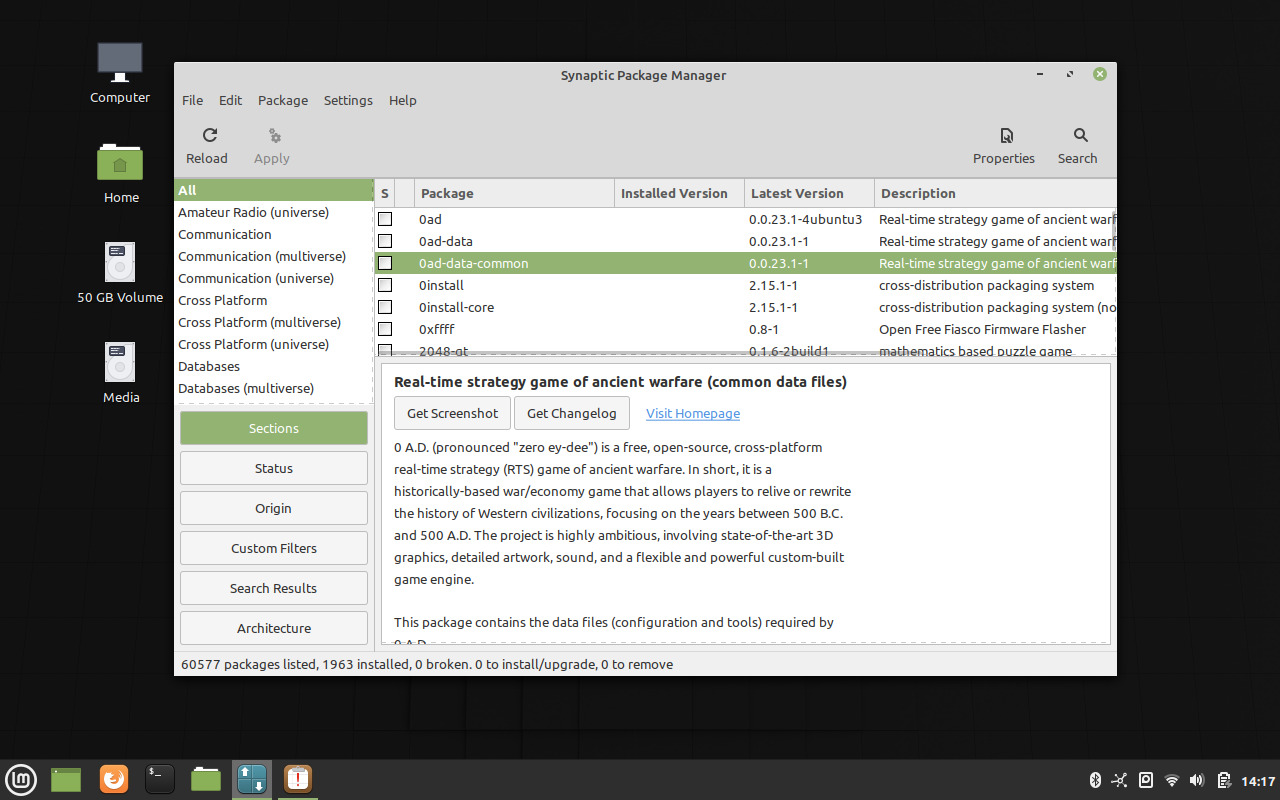 Computer
Home
50 GB Volume
Media
Synaptic Package Manager
File Edit Package Settings Help
Reload Apply Properties Search
All
Amateur Radio (universe)
Communication
Communication (multiverse)
Communication (universe)
Cross Platform
Cross Platform (multiverse)
Cross Platform (universe)
Databases
Databases (multiverse)
Sections
Status
Origin
Custom Filters
Search Results
Architecture
S Package Installed Version Latest Version Description
0ad 0.0.23.1-4ubuntu3 Real-time strategy game of ancient warf
0ad-data 0.0.23.1-1 Real-time strategy game of ancient warf
0ad-data-common 0.0.23.1-1 Real-time strategy game of ancient warf
0install 2.15.1-1 cross-distribution packaging system
0install-core 2.15.1-1 cross-distribution packaging system (no
0xffff 0.8-1 Open Free Fiasco Firmware Flasher
2048-qt 0.1.6-2build1 mathematics based puzzle game
Real-time strategy game of ancient warfare (common data files)
Get Screenshot Get Changelog Visit Homepage
0 A.D. (pronounced "zero ey-dee") is a free, open-source, cross-platform
real-time strategy (RTS) game of ancient warfare. In short, it is a
historically-based war/economy game that allows players to relive or rewrite
the history of Western civilizations, focusing on the years between 500 B.C.
and 500 A.D. The project is highly ambitious, involving state-of-the-art 3D
graphics, detailed artwork, sound, and a flexible and powerful custom-built
game engine.
This package contains the data files (configuration and tools) required by
0 A.D.
60577 packages listed, 1963 installed, 0 broken. 0 to install/upgrade, 0 to remove
$_
14:17